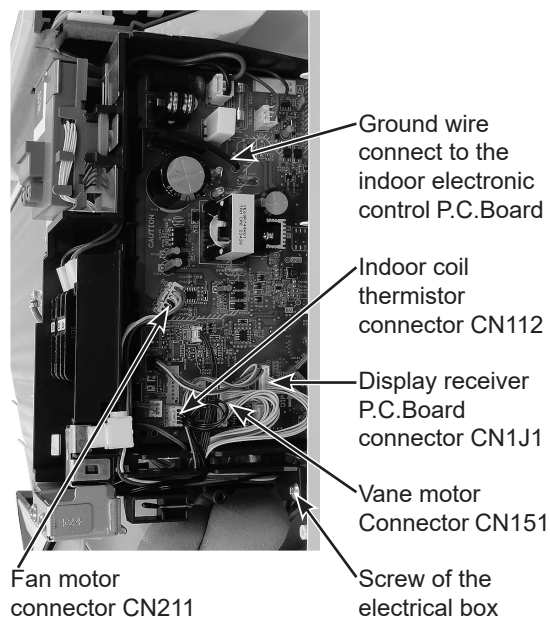 Ground wire
connect to the
indoor electronic
control P.C.Board
CAUTION
Indoor coil
thermistor
connector CN112
Display receiver
P.C.Board
connector CN1J1
Vane motor
Connector CN151
Fan motor
connector CN211
Screw of the
electrical box